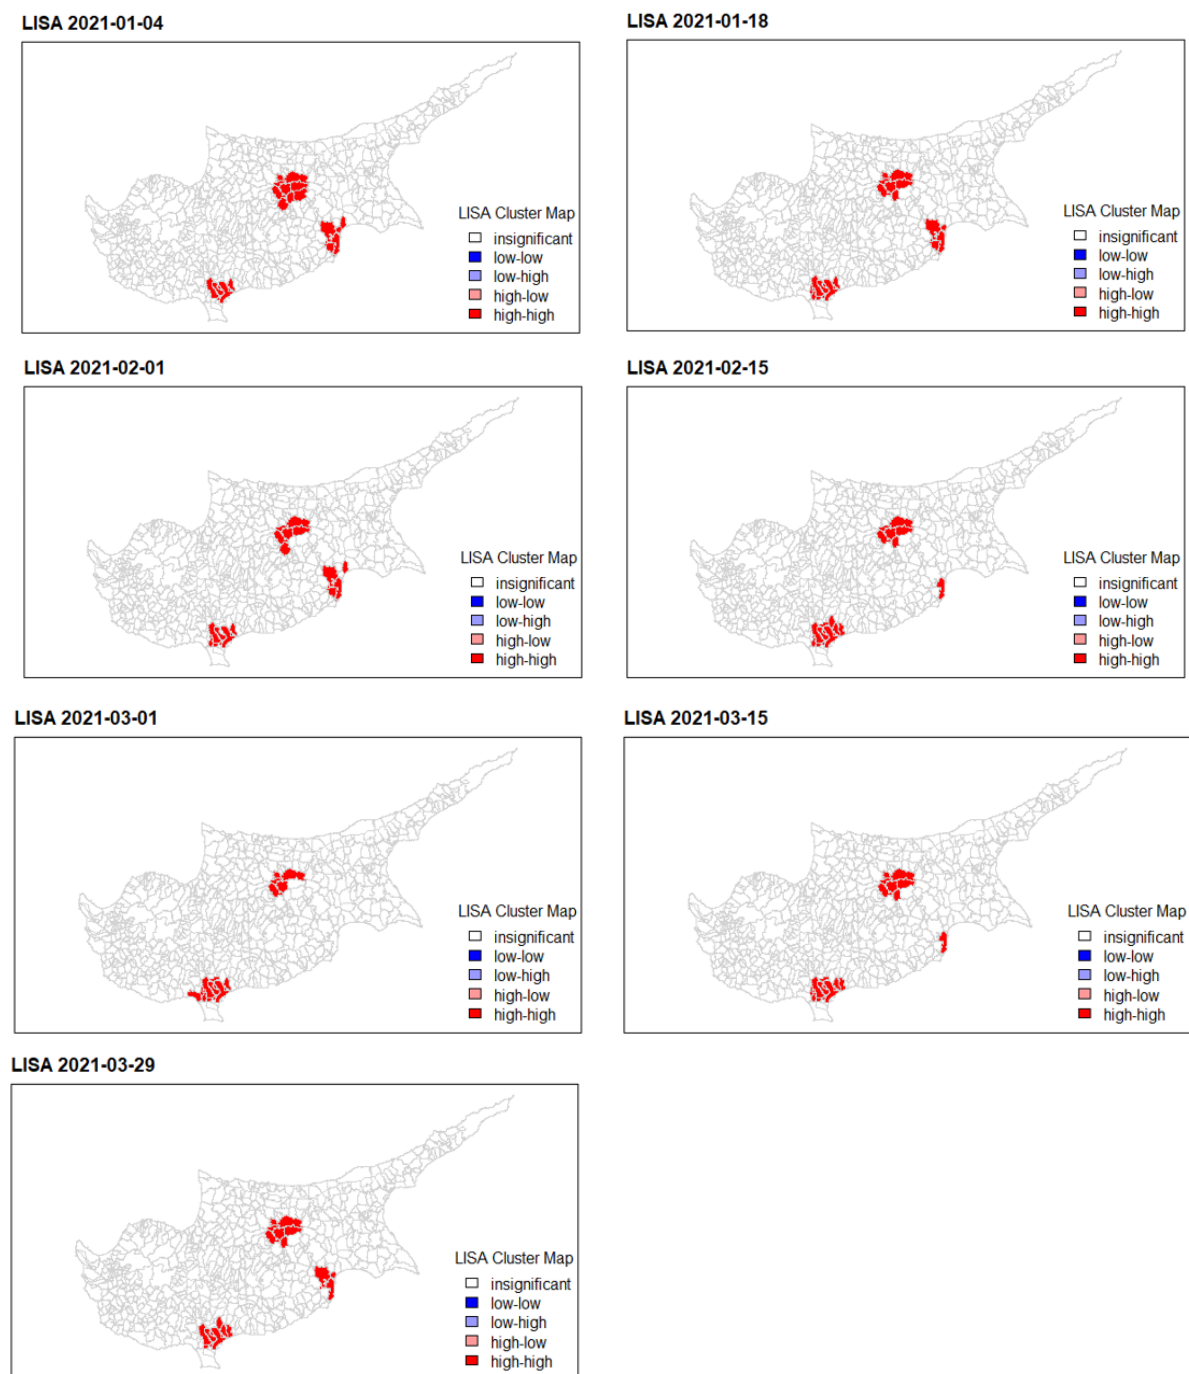 LISA 2021-01-04
LISA Cluster Map
insignificant
low-low
low-high
high-low
high-high
LISA 2021-01-18
LISA Cluster Map
insignificant
low-low
low-high
high-low
high-high
LISA 2021-02-01
LISA Cluster Map
insignificant
low-low
low-high
high-low
high-high
LISA 2021-02-15
LISA Cluster Map
insignificant
low-low
low-high
high-low
high-high
LISA 2021-03-01
LISA Cluster Map
insignificant
low-low
low-high
high-low
high-high
LISA 2021-03-15
LISA Cluster Map
insignificant
low-low
low-high
high-low
high-high
LISA 2021-03-29
LISA Cluster Map
insignificant
low-low
low-high
high-low
high-high